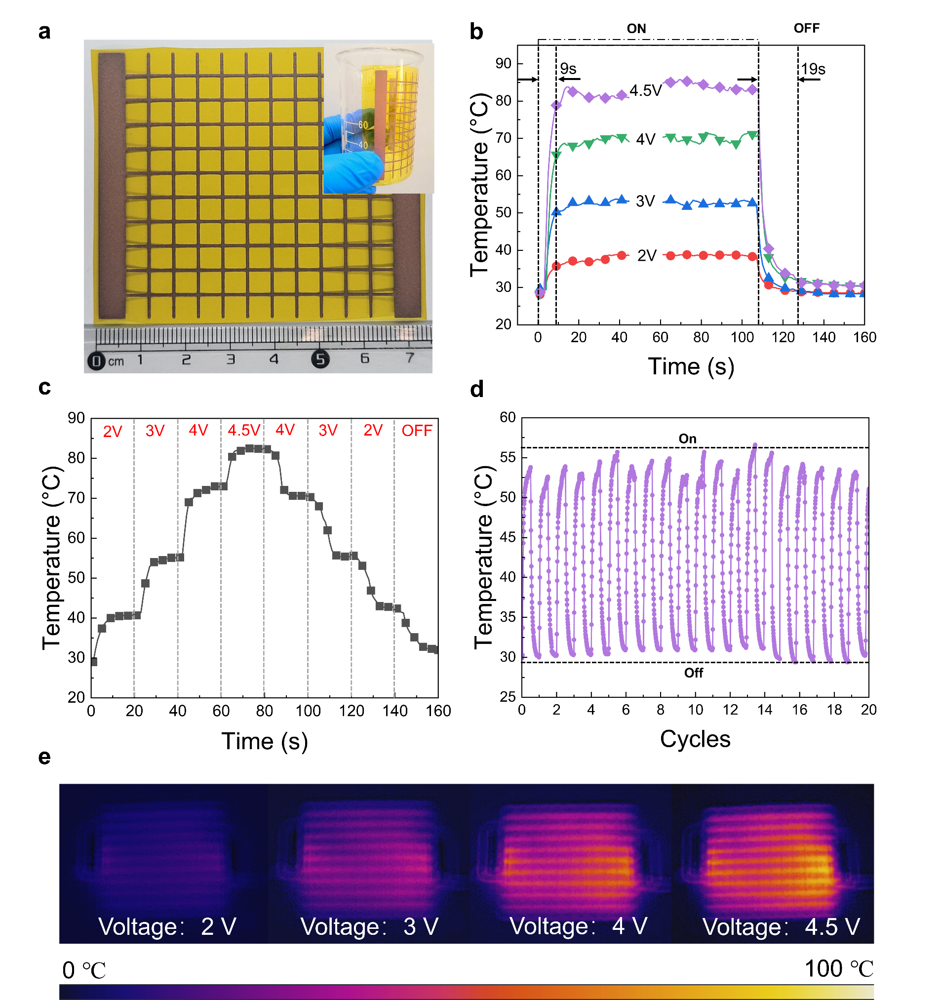 a
60
40
0 cm 1 2 3 4 5 6 7
b
ON OFF
9s 19s
4.5V
4V
3V
2V
90
80
70
60
50
40
30
20
0 20 40 60 80 100 120 140 160
Temperature (°C)
Time (s)
c
2V 3V 4V 4.5V 4V 3V 2V OFF
90
80
70
60
50
40
30
20
0 20 40 60 80 100 120 140 160
Temperature (°C)
Time (s)
d
On
Off
60
55
50
45
40
35
30
25
0 2 4 6 8 10 12 14 16 18 20
Temperature (°C)
Cycles
e
Voltage: 2 V
Voltage: 3 V
Voltage: 4 V
Voltage: 4.5 V
0 °C 100 °C